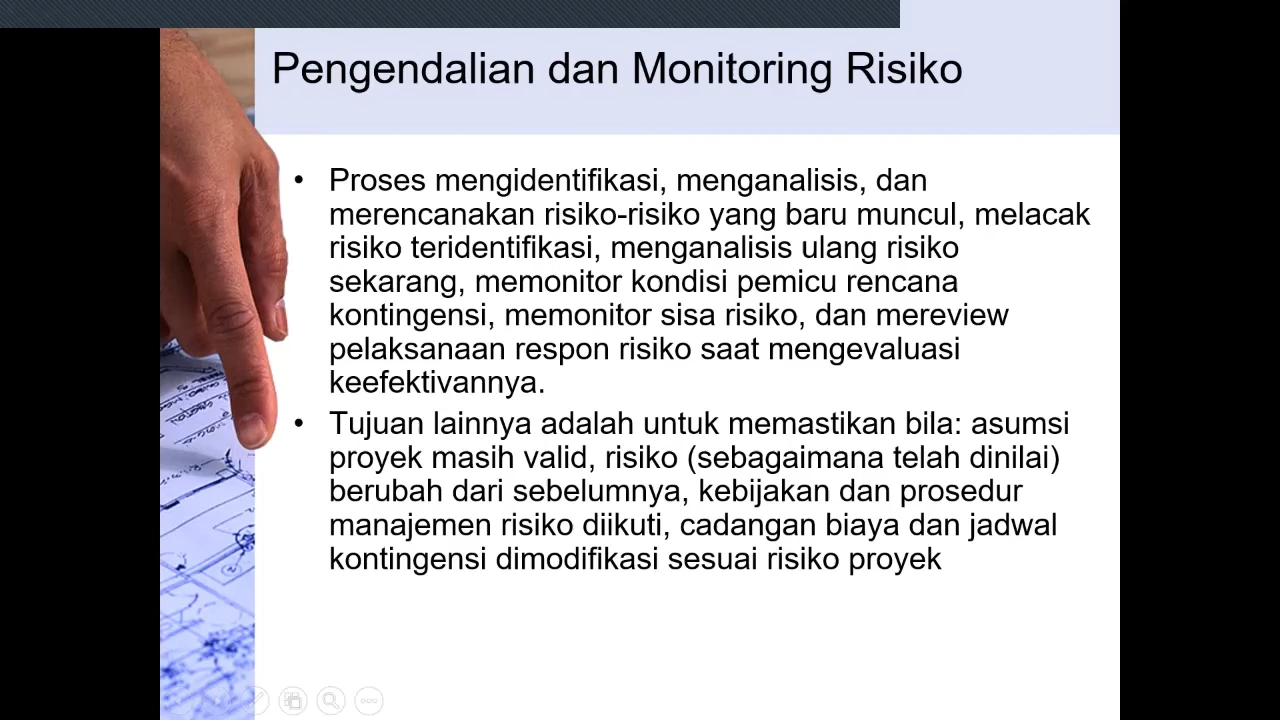 Pengendalian dan Monitoring Risiko
• Proses mengidentifikasi, menganalisis, dan
merencanakan risiko-risiko yang baru muncul, melacak
risiko teridentifikasi, menganalisis ulang risiko
sekarang, memonitor kondisi pemicu rencana
kontingensi, memonitor sisa risiko, dan mereview
pelaksanaan respon risiko saat mengevaluasi
keefektivannya.
• Tujuan lainnya adalah untuk memastikan bila: asumsi
proyek masih valid, risiko (sebagaimana telah dinilai)
berubah dari sebelumnya, kebijakan dan prosedur
manajemen risiko diikuti, cadangan biaya dan jadwal
kontingensi dimodifikasi sesuai risiko proyek